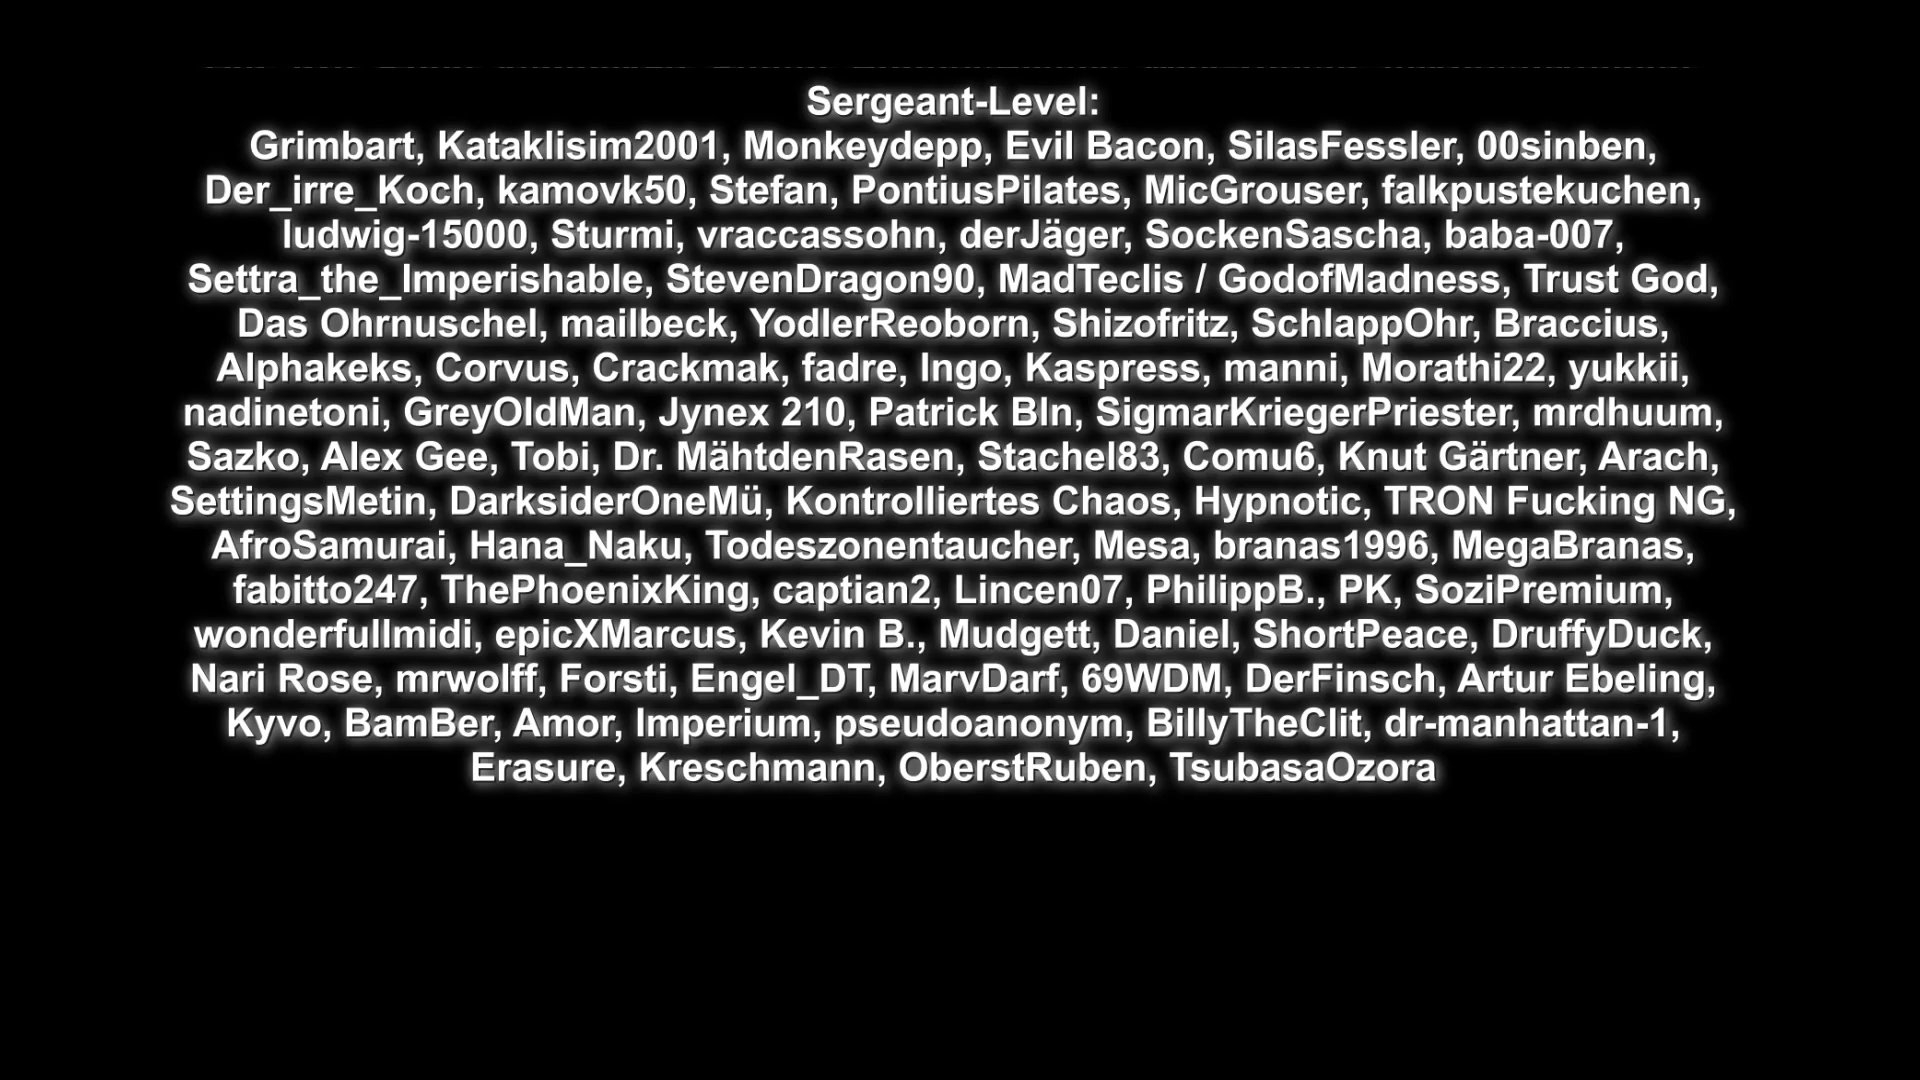 Sergeant-Level:
Grimbart, Kataklisim2001, Monkeydepp, Evil Bacon, SilasFessler, 00sinben,
Der_irre_Koch, kamovk50, Stefan, PontiusPilates, MicGrouser, falkpustekuchen,
ludwig-15000, Sturmi, vraccassohn, derJäger, SockenSascha, baba-007,
Settra_the_Imperishable, StevenDragon90, MadTeclis / GodofMadness, Trust God,
Das Ohrnuschel, mailbeck, YodlerReoborn, Shizofritz, SchlappOhr, Braccius,
Alphakeks, Corvus, Crackmak, fadre, Ingo, Kaspress, manni, Morathi22, yukkii,
nadinetoni, GreyOldMan, Jynex 210, Patrick Bln, SigmarKriegerPriester, mrdhuum,
Sazko, Alex Gee, Tobi, Dr. MähtdenRasen, Stachel83, Comu6, Knut Gärtner, Arach,
SettingsMetin, DarksiderOneMü, Kontrolliertes Chaos, Hypnotic, TRON Fucking NG,
AfroSamurai, Hana_Naku, Todeszonentaucher, Mesa, branas1996, MegaBranas,
fabitto247, ThePhoenixKing, captian2, Lincen07, PhilippB., PK, SoziPremium,
wonderfullmidi, epicXMarcus, Kevin B., Mudgett, Daniel, ShortPeace, DruffyDuck,
Nari Rose, mrwolff, Forsti, Engel_DT, MarvDarf, 69WDM, DerFinsch, Artur Ebeling,
Kyvo, BamBer, Amor, Imperium, pseudoanonym, BillyTheClit, dr-manhattan-1,
Erasure, Kreschmann, OberstRuben, TsubasaOzora